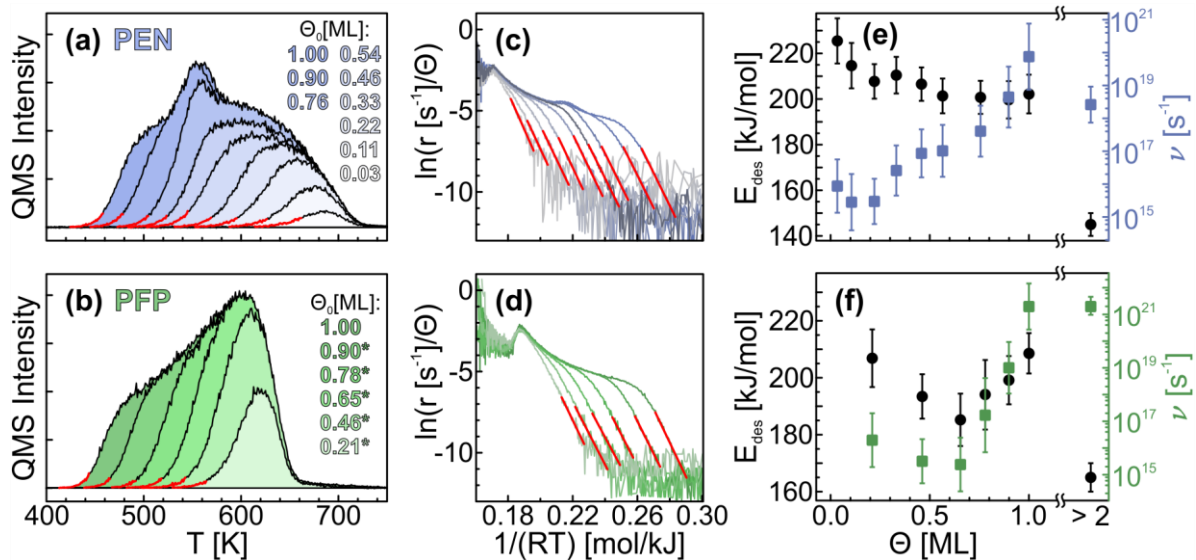 (a) PEN
Θ₀[ML]:
1.00 0.54
0.90 0.46
0.76 0.33
0.22
0.11
0.03
QMS Intensity
(c)
0
-5
-10
ln(r [s⁻¹]/Θ)
(e)
220
200
180
160
140
E_des [kJ/mol]
10²¹
10¹⁹
10¹⁷
10¹⁵
ν [s⁻¹]
(b) PFP
Θ₀[ML]:
1.00
0.90*
0.78*
0.65*
0.46*
0.21*
QMS Intensity
400 500 600 700
T [K]
(d)
0
-5
-10
ln(r [s⁻¹]/Θ)
0.18 0.22 0.26 0.30
1/(RT) [mol/kJ]
(f)
220
200
180
160
E_des [kJ/mol]
10²¹
10¹⁹
10¹⁷
10¹⁵
ν [s⁻¹]
0.0 0.5 1.0 > 2
Θ [ML]